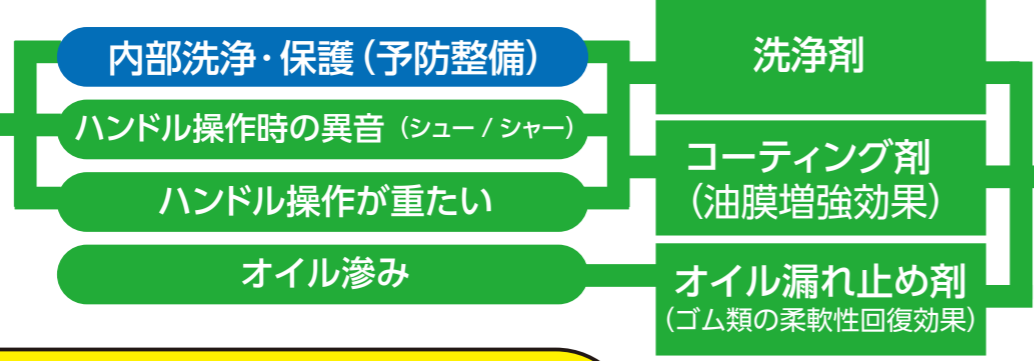 内部洗浄・保護（予防整備）
ハンドル操作時の異音（シュー / シャー）
ハンドル操作が重たい
オイル滲み
洗浄剤
コーティング剤
（油膜増強効果）
オイル漏れ止め剤
（ゴム類の柔軟性回復効果）